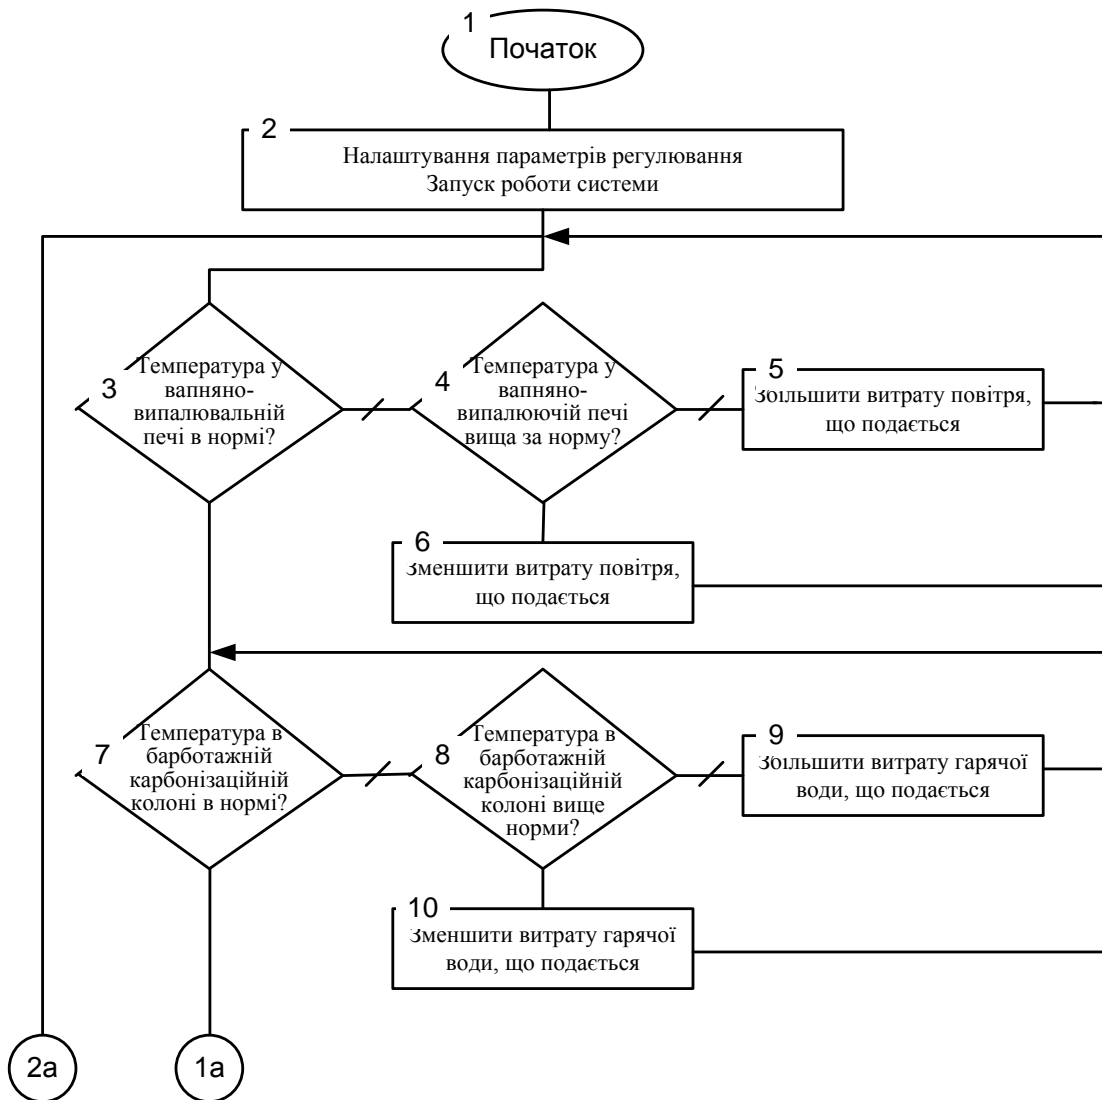 1
Початок
2
Налаштування параметрів регулювання
Запуск роботи системи
3
Температура у
вапняно-
випалювальній
печі в нормі?
4
Температура у
вапняно-
випалюючій печі
вища за норму?
5
Збільшити витрату повітря,
що подається
6
Зменшити витрату повітря,
що подається
7
Температура в
барботажній
карбонізаційній
колоні в нормі?
8
Температура в
барботажній
карбонізаційній
колоні вище
норми?
9
Збільшити витрату гарячої
води, що подається
10
Зменшити витрату гарячої
води, що подається
2а
1а